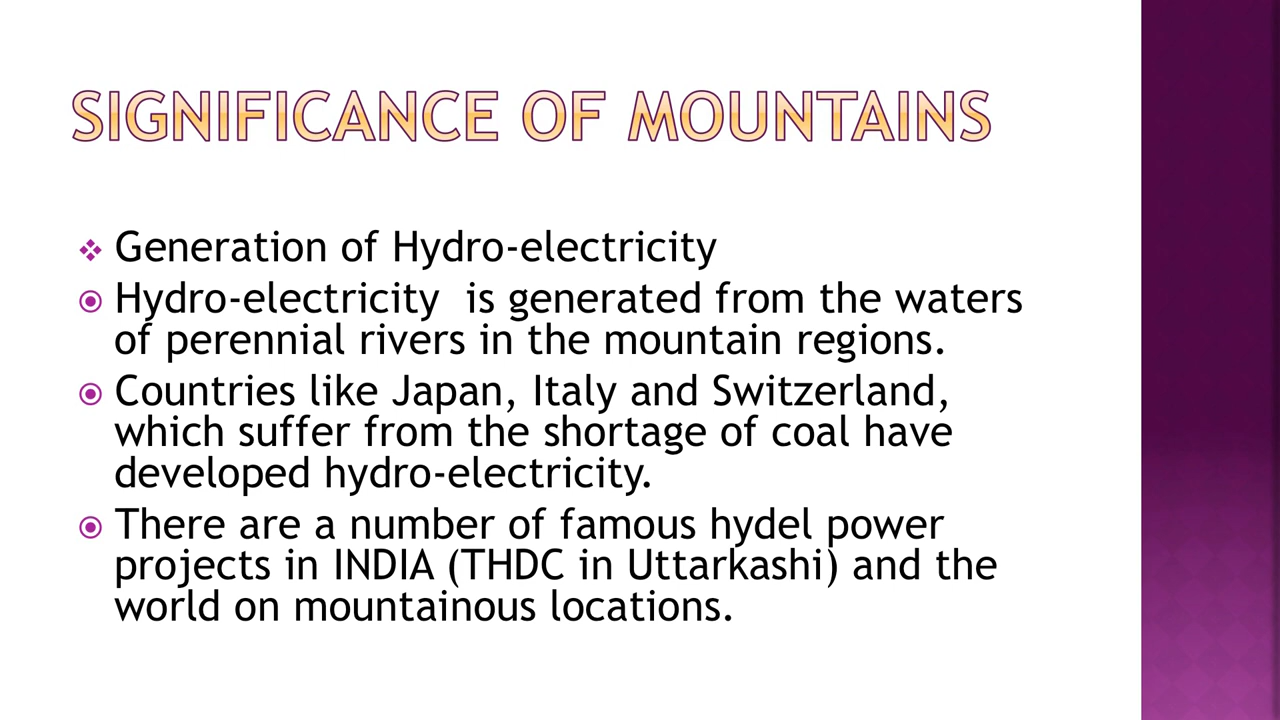 SIGNIFICANCE OF MOUNTAINS
Generation of Hydro-electricity
Hydro-electricity  is generated from the waters
of perennial rivers in the mountain regions.
Countries like Japan, Italy and Switzerland,
which suffer from the shortage of coal have
developed hydro-electricity.
There are a number of famous hydel power
projects in INDIA (THDC in Uttarkashi) and the
world on mountainous locations.